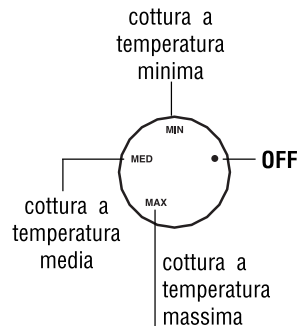 cottura a
temperatura
minima
MIN
MED
OFF
MAX
cottura a
temperatura
media
cottura a
temperatura
massima